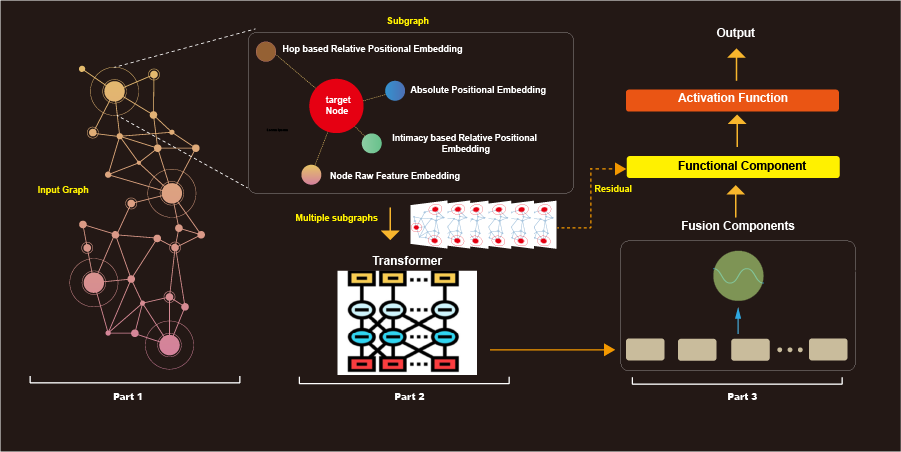 Subgraph
Hop based Relative Positional Embedding
Absolute Positional Embedding
target
Node
Intimacy based Relative Positional
Embedding
Node Raw Feature Embedding
Input Graph
Multiple subgraphs
Transformer
Residual
Output
Activation Function
Functional Component
Fusion Components
Part 1
Part 2
Part 3